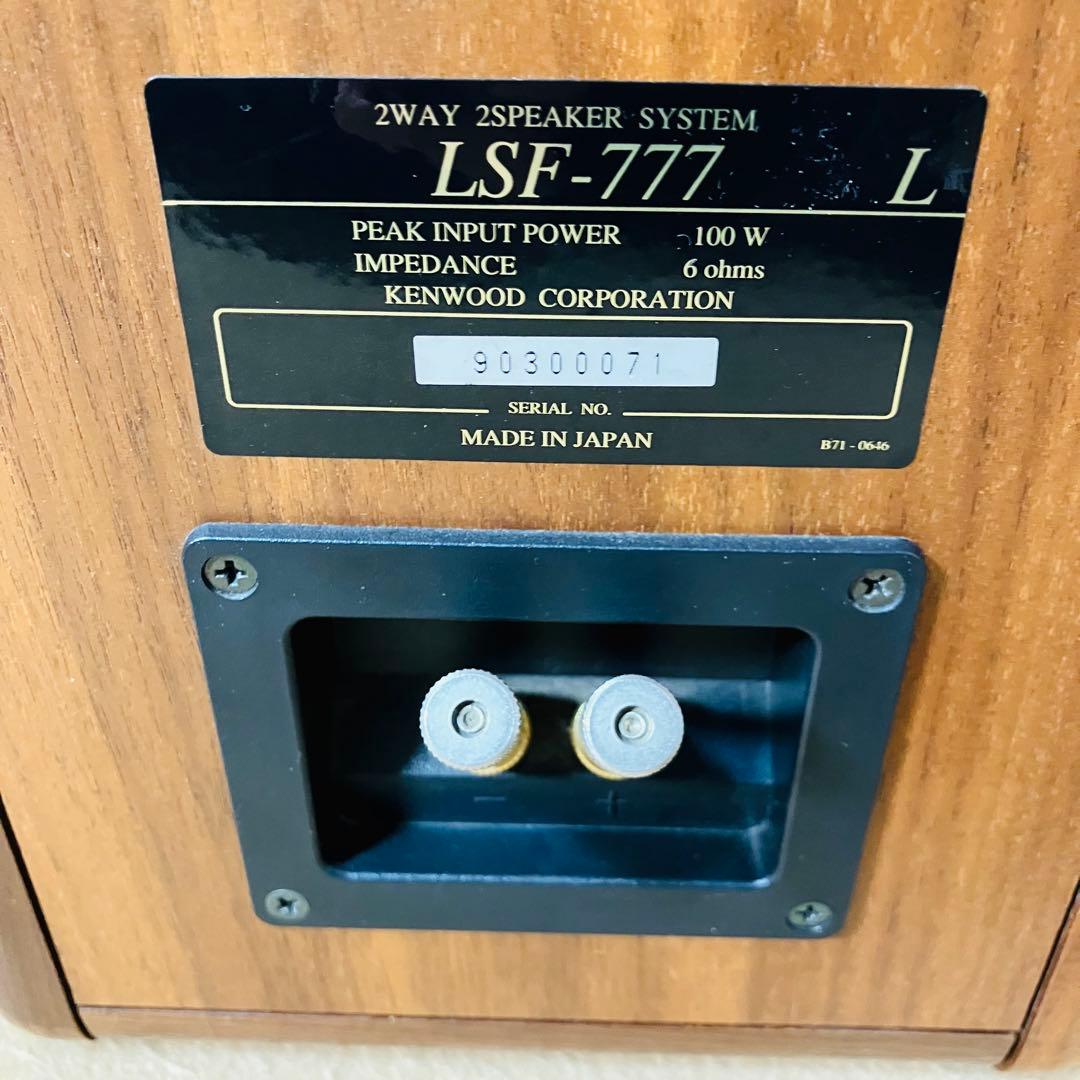 2WAY 2SPEAKER SYSTEM
LSF-777 L
PEAK INPUT POWER 100 W
IMPEDANCE 6 ohms
KENWOOD CORPORATION
90300071
SERIAL NO.
MADE IN JAPAN B71-0646
− +